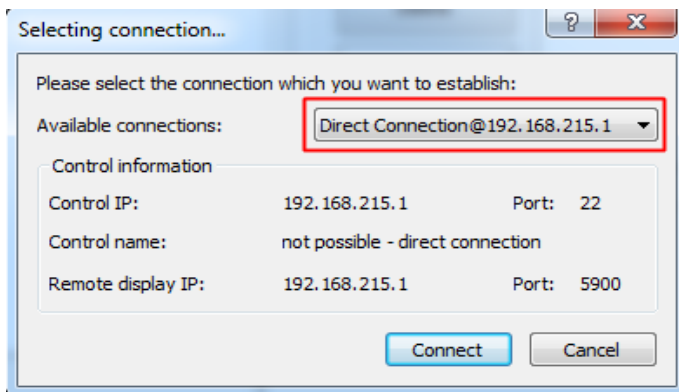 Selecting connection...
?
Please select the connection which you want to establish:
Available connections: Direct Connection@192.168.215.1
Control information
Control IP: 192.168.215.1 Port: 22
Control name: not possible - direct connection
Remote display IP: 192.168.215.1 Port: 5900
Connect Cancel